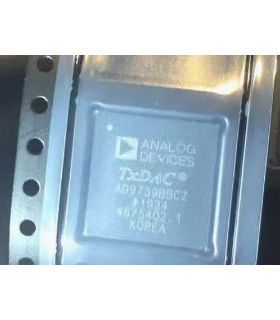 ANALOG
DEVICES
TxDAC®
AD9739BBCZ
#1934
4675402.1
KOREA